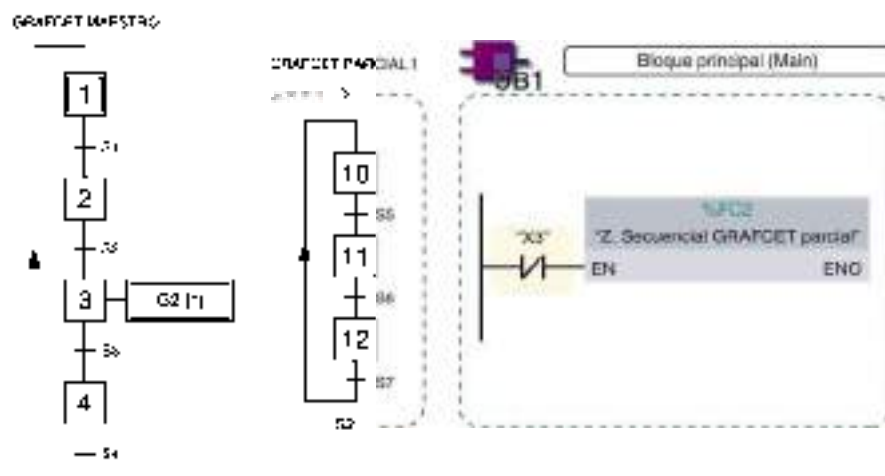 GRAFCET MAESTRO
1
2
3
G2 (*)
4
GRAFCET PARCIAL 1
10
S5
11
S6
12
S7
OB1
Bloque principal (Main)
"X3"
%FC2
"Z. Secuencial GRAFCET parcial"
EN
ENO